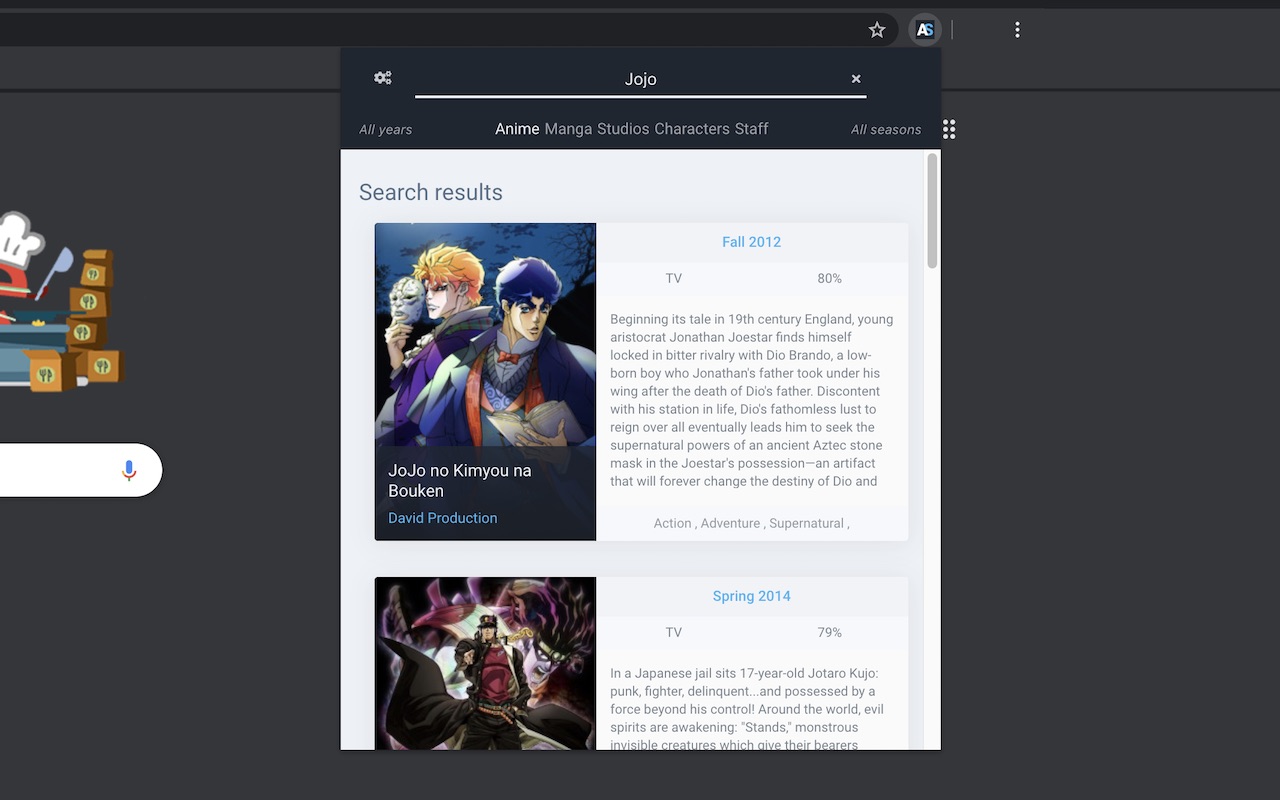 AS
Jojo
All years
Anime Manga Studios Characters Staff
All seasons
Search results
Fall 2012
TV
80%
Beginning its tale in 19th century England, young
aristocrat Jonathan Joestar finds himself
locked in bitter rivalry with Dio Brando, a low-
born boy who Jonathan's father took under his
wing after the death of Dio's father. Discontent
with his station in life, Dio's fathomless lust to
reign over all eventually leads him to seek the
supernatural powers of an ancient Aztec stone
mask in the Joestar's possession—an artifact
that will forever change the destiny of Dio and
JoJo no Kimyou na
Bouken
David Production
Action , Adventure , Supernatural ,
Spring 2014
TV
79%
In a Japanese jail sits 17-year-old Jotaro Kujo:
punk, fighter, delinquent...and possessed by a
force beyond his control! Around the world, evil
spirits are awakening: "Stands," monstrous
invisible creatures which give their bearers